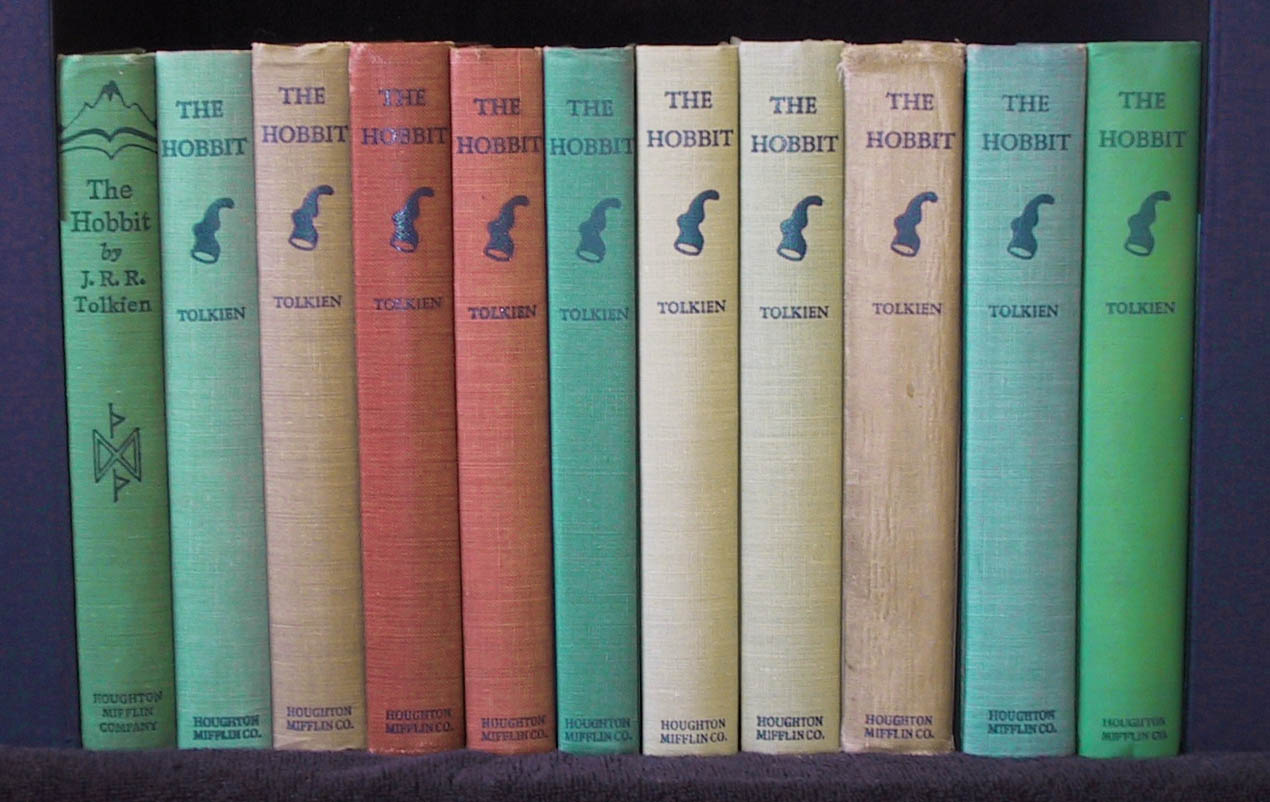 The
Hobbit
by
J. R. R.
Tolkien
HOUGHTON
MIFFLIN
COMPANY
THE
HOBBIT
TOLKIEN
HOUGHTON
MIFFLIN CO.
THE
HOBBIT
TOLKIEN
HOUGHTON
MIFFLIN CO.
THE
HOBBIT
TOLKIEN
HOUGHTON
MIFFLIN CO.
THE
HOBBIT
TOLKIEN
HOUGHTON
MIFFLIN CO.
THE
HOBBIT
TOLKIEN
HOUGHTON
MIFFLIN CO.
THE
HOBBIT
TOLKIEN
HOUGHTON
MIFFLIN CO.
THE
HOBBIT
TOLKIEN
HOUGHTON
MIFFLIN CO.
THE
HOBBIT
TOLKIEN
HOUGHTON
MIFFLIN CO.
THE
HOBBIT
TOLKIEN
HOUGHTON
MIFFLIN CO.
THE
HOBBIT
TOLKIEN
HOUGHTON
MIFFLIN CO.